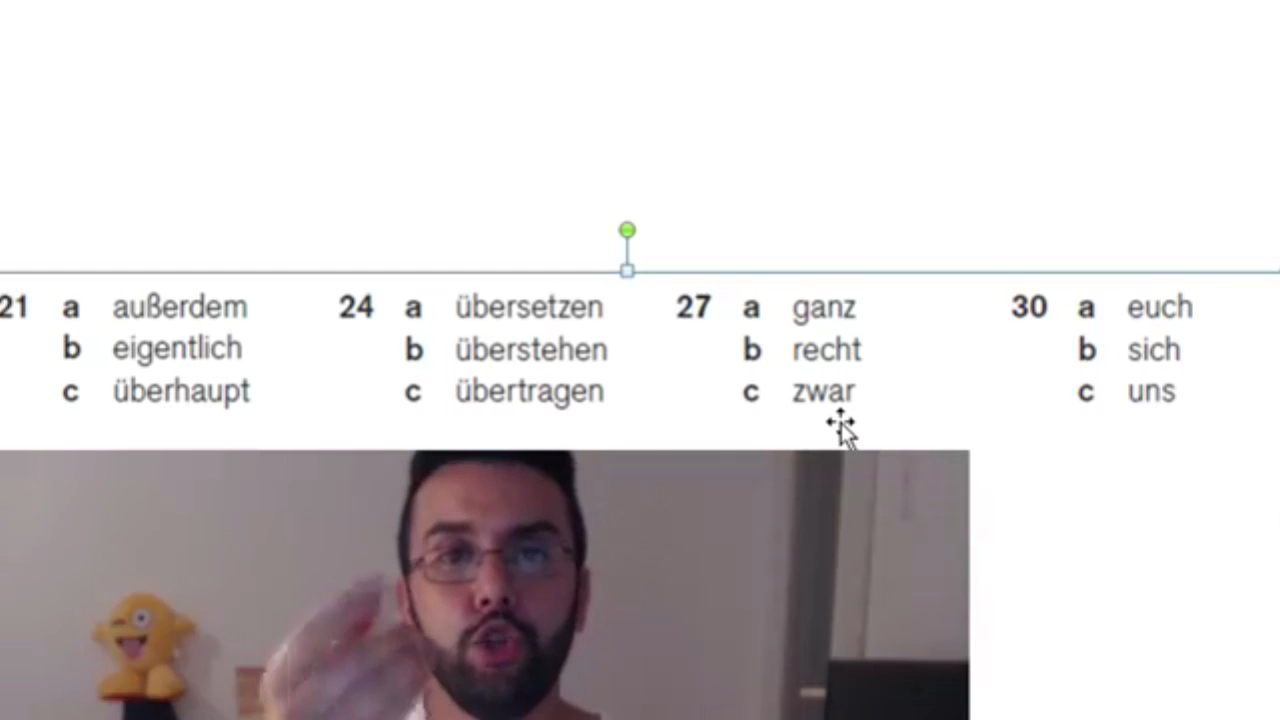 21 a außerdem
b eigentlich
c überhaupt
24 a übersetzen
b überstehen
c übertragen
27 a ganz
b recht
c zwar
30 a euch
b sich
c uns